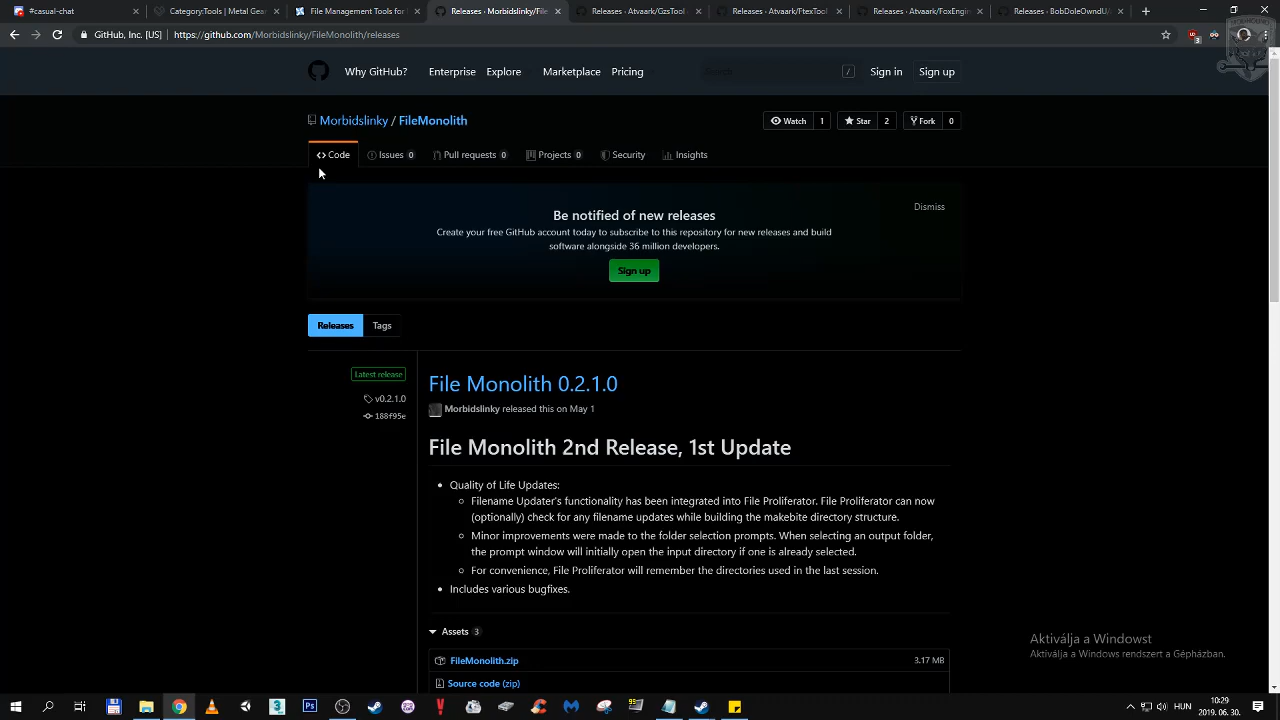 #casual-chat
Category:Tools | Metal Gear
File Management Tools for
Releases · Morbidslinky/File
Releases · Atvaark/GzsTool
Releases · Atvaark/FtexTool
Releases · Atvaark/FoxEngin
Releases · BobDoleOwndU/
GitHub, Inc. [US] | https://github.com/Morbidslinky/FileMonolith/releases
Why GitHub? Enterprise Explore Marketplace Pricing Search / Sign in Sign up
Morbidslinky / FileMonolith
Watch 1 Star 2 Fork 0
Code Issues 0 Pull requests 0 Projects 0 Security Insights
Dismiss
Be notified of new releases
Create your free GitHub account today to subscribe to this repository for new releases and build
software alongside 36 million developers.
Sign up
Releases Tags
Latest release
v0.2.1.0
188f95e
File Monolith 0.2.1.0
Morbidslinky released this on May 1
File Monolith 2nd Release, 1st Update
• Quality of Life Updates:
Filename Updater's functionality has been integrated into File Proliferator. File Proliferator can now
(optionally) check for any filename updates while building the makebite directory structure.
Minor improvements were made to the folder selection prompts. When selecting an output folder,
the prompt window will initially open the input directory if one is already selected.
For convenience, File Proliferator will remember the directories used in the last session.
• Includes various bugfixes.
Assets 3
FileMonolith.zip 3.17 MB
Source code (zip)
Aktiválja a Windowst
Aktiválja a Windows rendszert a Gépházban.
HUN
10:29
2019. 06. 30.